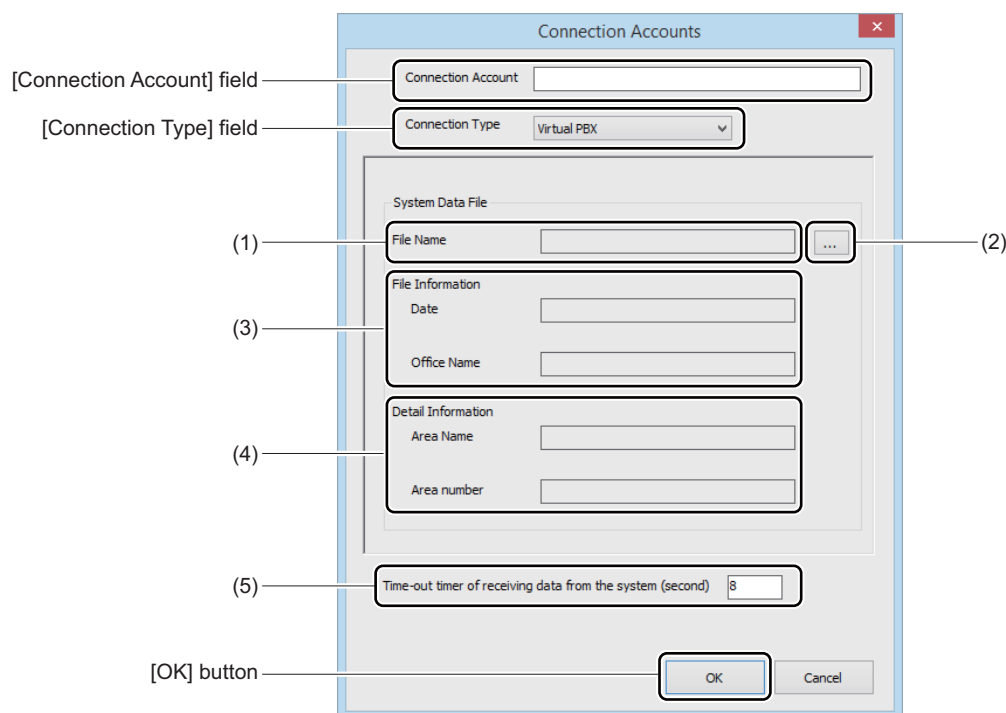 Connection Accounts
[Connection Account] field
Connection Account
[Connection Type] field
Connection Type
Virtual PBX
System Data File
(1)
File Name
...
(2)
File Information
Date
(3)
Office Name
Detail Information
Area Name
(4)
Area number
(5)
Time-out timer of receiving data from the system (second)
8
[OK] button
OK
Cancel